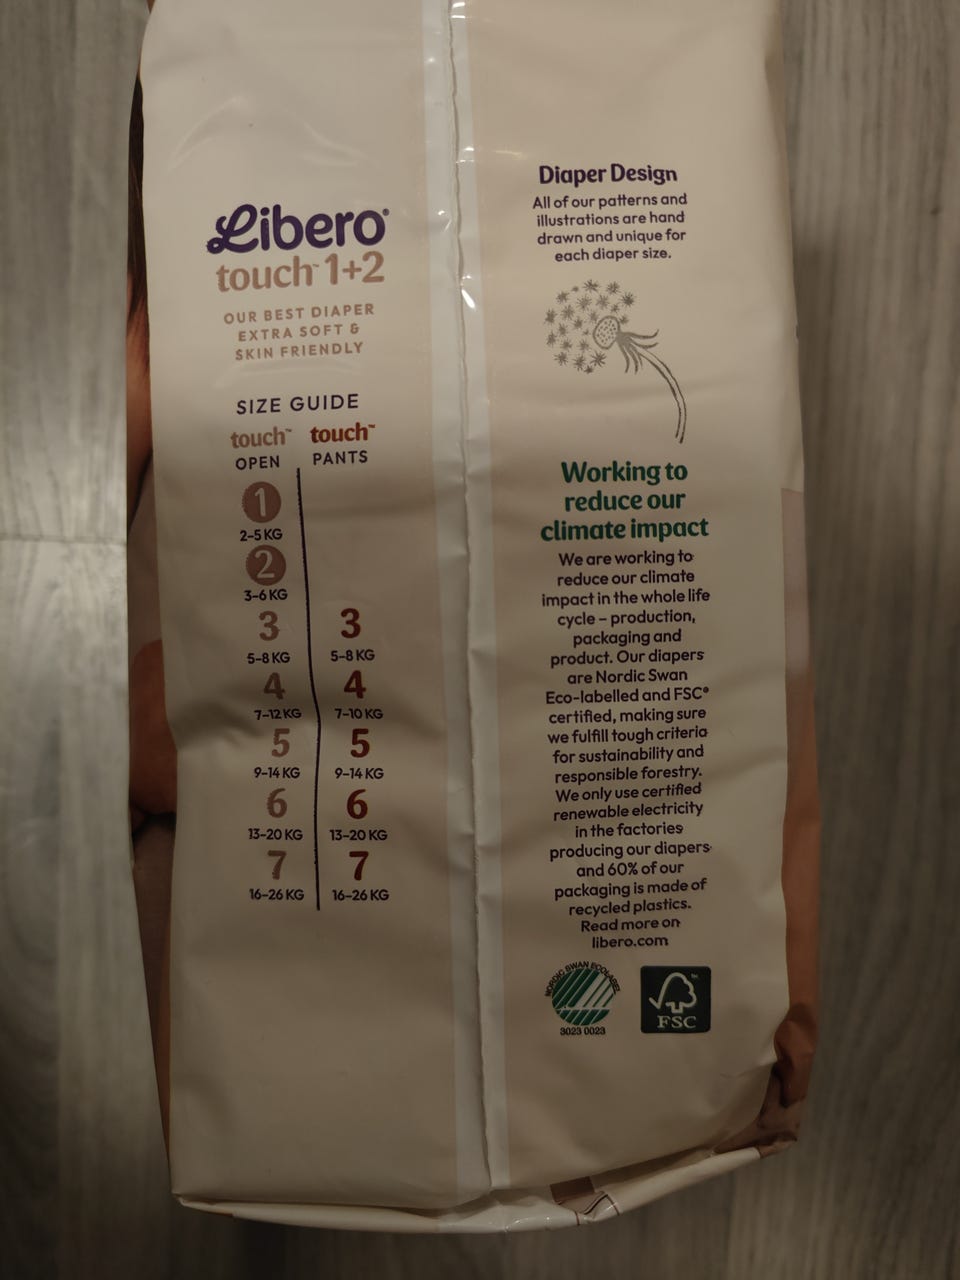 Libero®
touch™ 1+2
OUR BEST DIAPER
EXTRA SOFT &
SKIN FRIENDLY
SIZE GUIDE
touch™ touch™
OPEN PANTS
1
2–5 KG
2
3–6 KG
3 3
5–8 KG 5–8 KG
4 4
7–12 KG 7–10 KG
5 5
9–14 KG 9–14 KG
6 6
13–20 KG 13–20 KG
7 7
16–26 KG 16–26 KG
Diaper Design
All of our patterns and
illustrations are hand
drawn and unique for
each diaper size.
Working to
reduce our
climate impact
We are working to
reduce our climate
impact in the whole life
cycle – production,
packaging and
product. Our diapers
are Nordic Swan
Eco-labelled and FSC®
certified, making sure
we fulfill tough criteria
for sustainability and
responsible forestry.
We only use certified
renewable electricity
in the factories
producing our diapers
and 60% of our
packaging is made of
recycled plastics.
Read more on
libero.com
NORDIC SWAN ECOLABEL
3023 0023
FSC